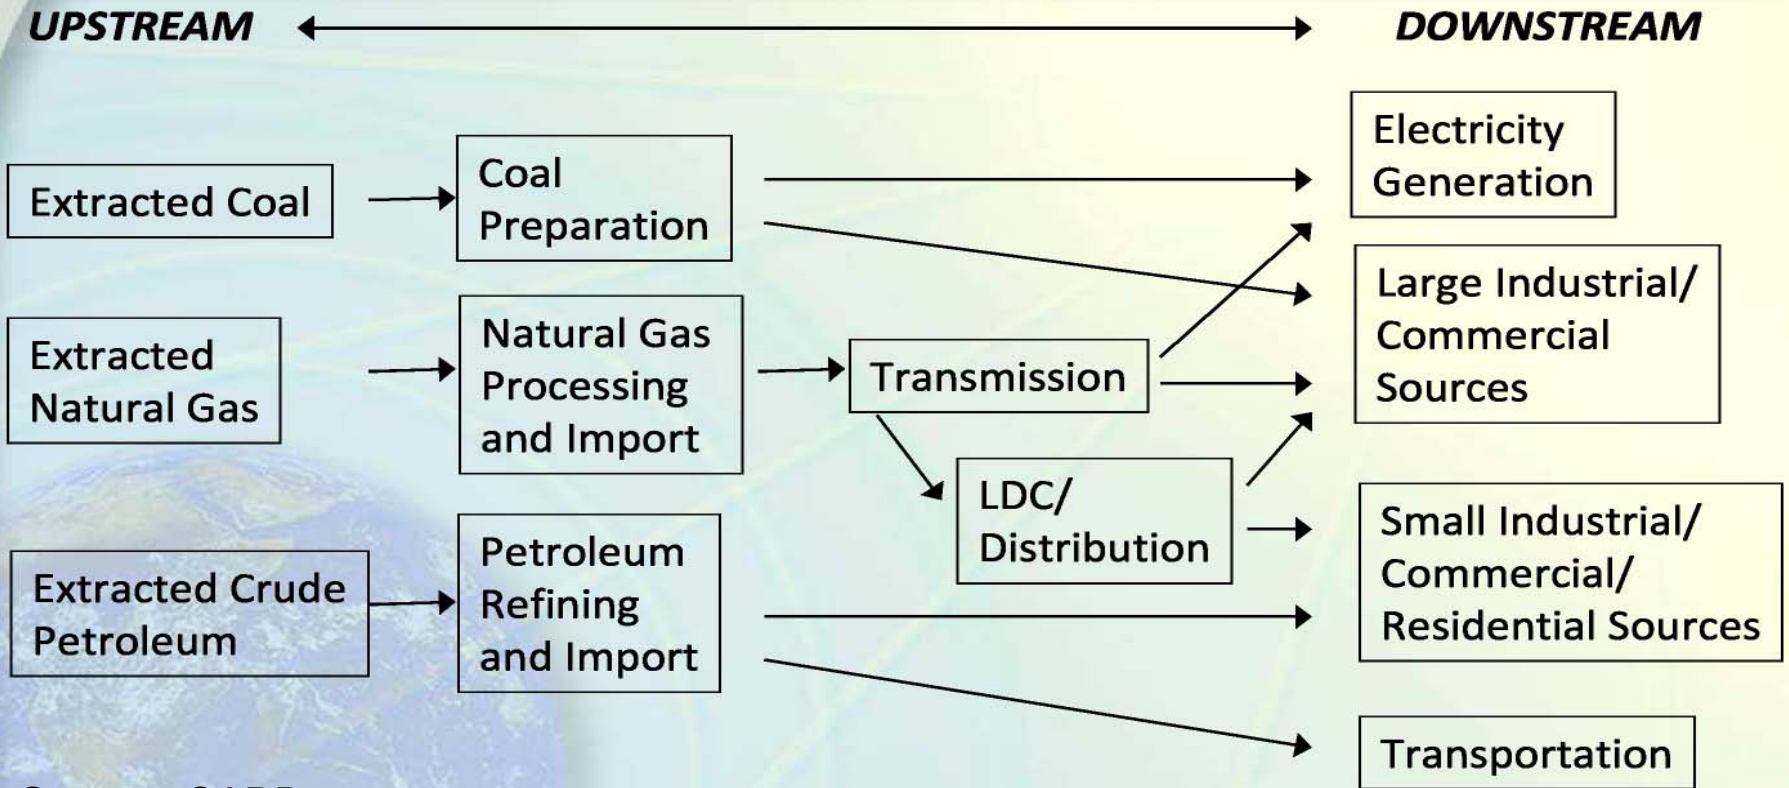 UPSTREAM
DOWNSTREAM
Extracted Coal
Coal
Preparation
Electricity
Generation
Large Industrial/
Commercial
Sources
Extracted
Natural Gas
Natural Gas
Processing
and Import
Transmission
LDC/
Distribution
Small Industrial/
Commercial/
Residential Sources
Extracted Crude
Petroleum
Petroleum
Refining
and Import
Transportation